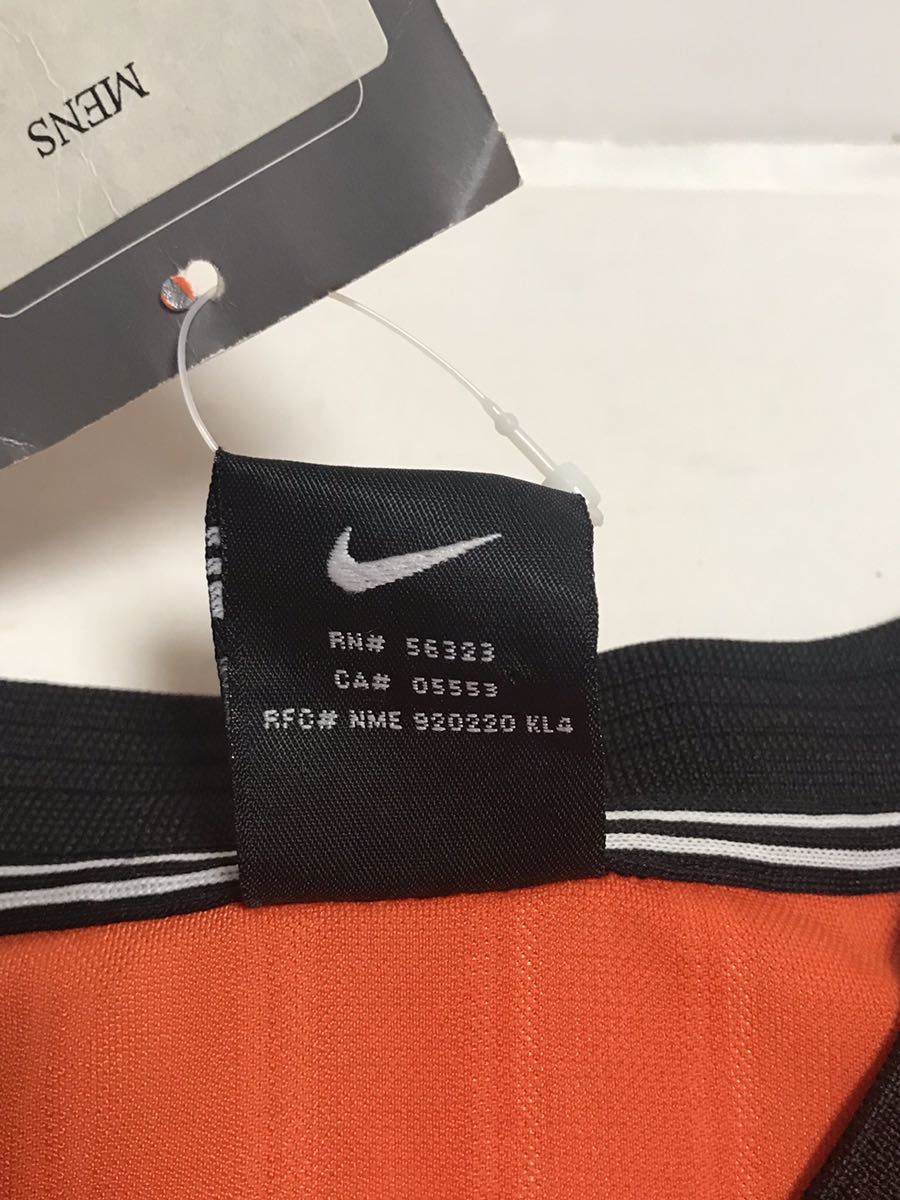 MENS
RN# 56323
CA# 05553
RFC# NME 920220 KL4